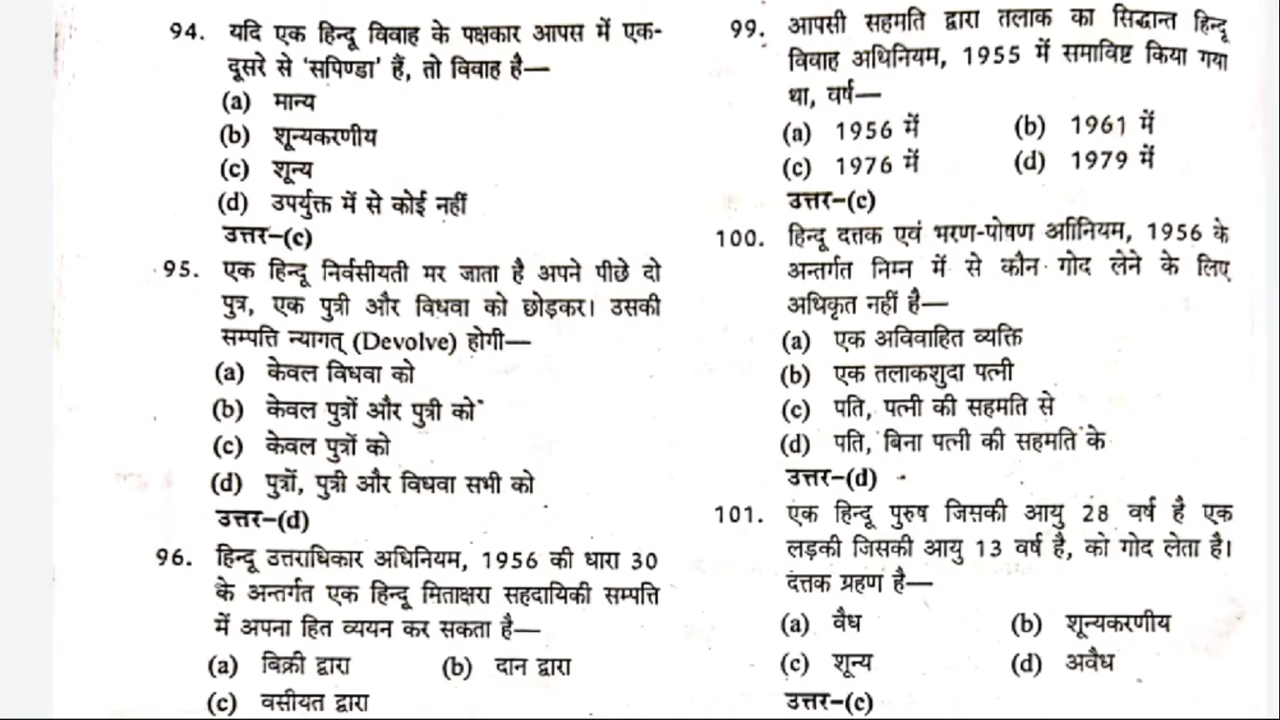 94. यदि एक हिन्दू विवाह के पक्षकार आपस में एक-
दूसरे से 'सपिण्डा' हैं, तो विवाह है—
(a) मान्य
(b) शून्यकरणीय
(c) शून्य
(d) उपर्युक्त में से कोई नहीं
उत्तर–(c)
95. एक हिन्दू निर्वसीयती मर जाता है अपने पीछे दो
पुत्र, एक पुत्री और विधवा को छोड़कर। उसकी
सम्पत्ति न्यागत् (Devolve) होगी—
(a) केवल विधवा को
(b) केवल पुत्रों और पुत्री को
(c) केवल पुत्रों को
(d) पुत्रों, पुत्री और विधवा सभी को
उत्तर–(d)
96. हिन्दू उत्तराधिकार अधिनियम, 1956 की धारा 30
के अन्तर्गत एक हिन्दू मिताक्षरा सहदायिकी सम्पत्ति
में अपना हित व्ययन कर सकता है—
(a) बिक्री द्वारा (b) दान द्वारा
(c) वसीयत द्वारा
99. आपसी सहमति द्वारा तलाक का सिद्धान्त हिन्दू
विवाह अधिनियम, 1955 में समाविष्ट किया गया
था, वर्ष—
(a) 1956 में (b) 1961 में
(c) 1976 में (d) 1979 में
उत्तर–(c)
100. हिन्दू दत्तक एवं भरण-पोषण अािनियम, 1956 के
अन्तर्गत निम्न में से कौन गोद लेने के लिए
अधिकृत नहीं है—
(a) एक अविवाहित व्यक्ति
(b) एक तलाकशुदा पत्नी
(c) पति, पत्नी की सहमति से
(d) पति, बिना पत्नी की सहमति के
उत्तर–(d)
101. एक हिन्दू पुरुष जिसकी आयु 28 वर्ष है एक
लड़की जिसकी आयु 13 वर्ष है, को गोद लेता है।
दत्तक ग्रहण है—
(a) वैध (b) शून्यकरणीय
(c) शून्य (d) अवैध
उत्तर–(c)